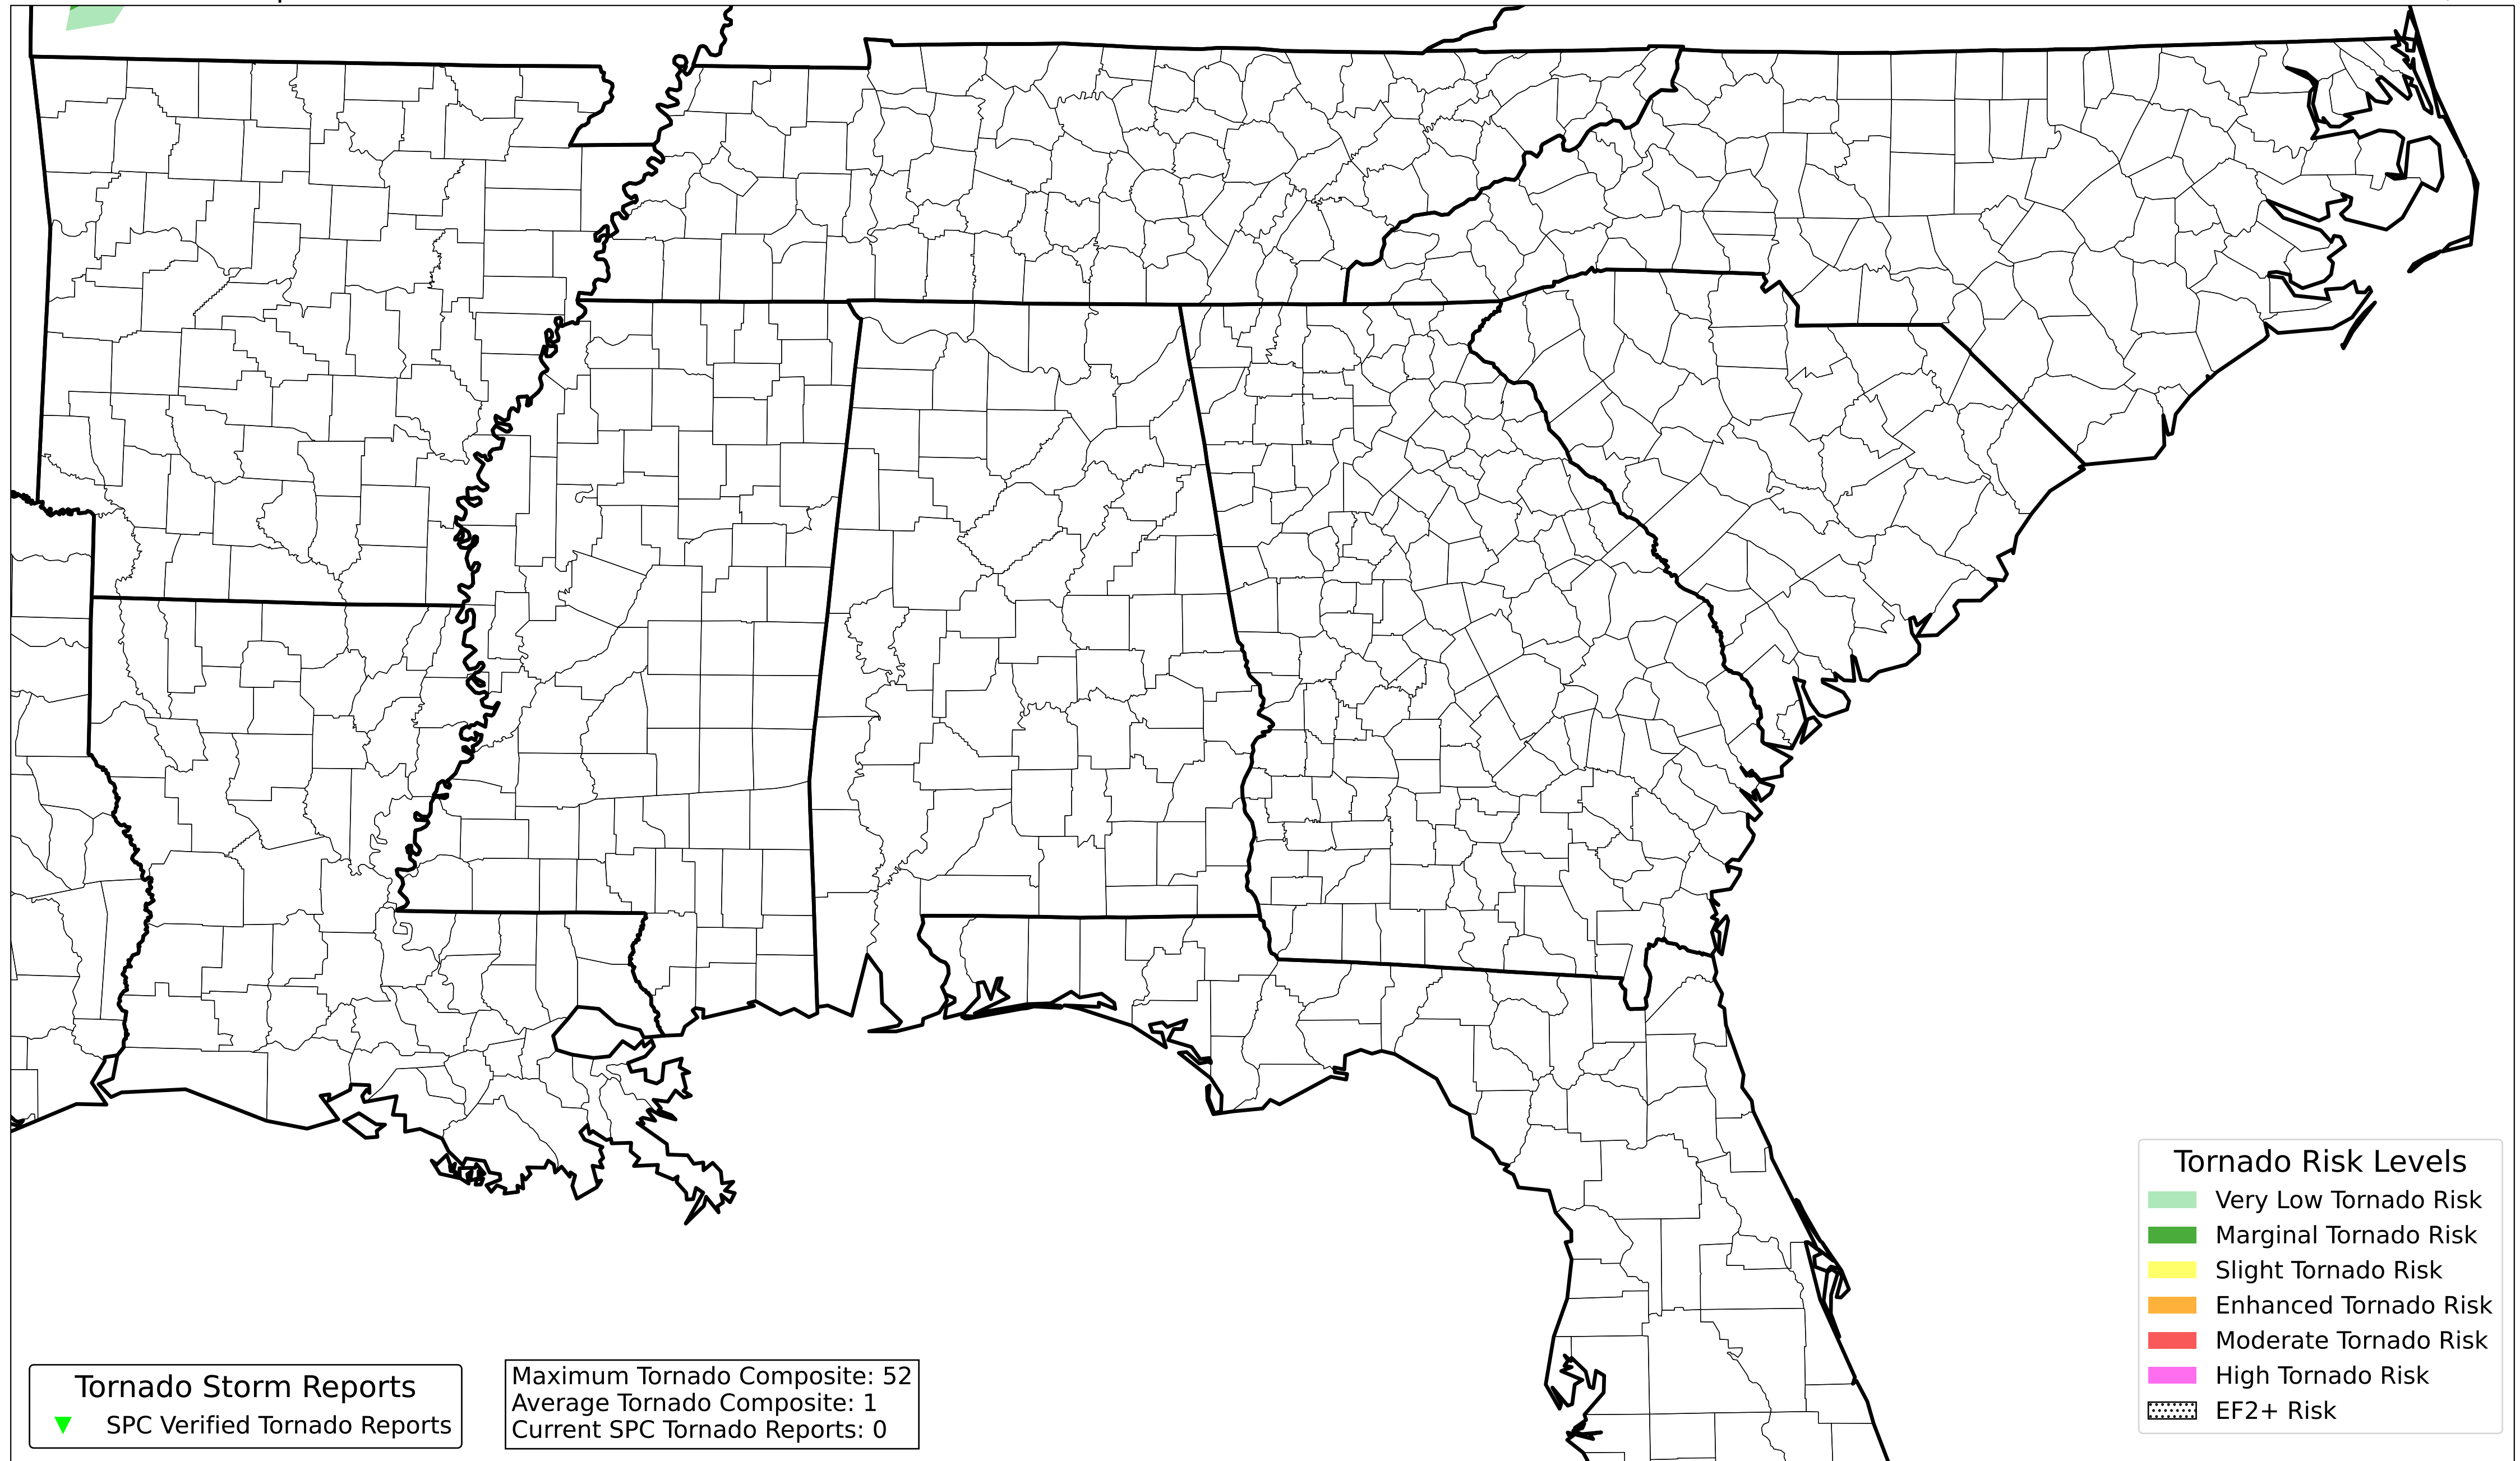 Tornado Risk Levels
Very Low Tornado Risk
Marginal Tornado Risk
Slight Tornado Risk
Enhanced Tornado Risk
Moderate Tornado Risk
High Tornado Risk
EF2+ Risk
Tornado Storm Reports
SPC Verified Tornado Reports
Maximum Tornado Composite: 52
Average Tornado Composite: 1
Current SPC Tornado Reports: 0